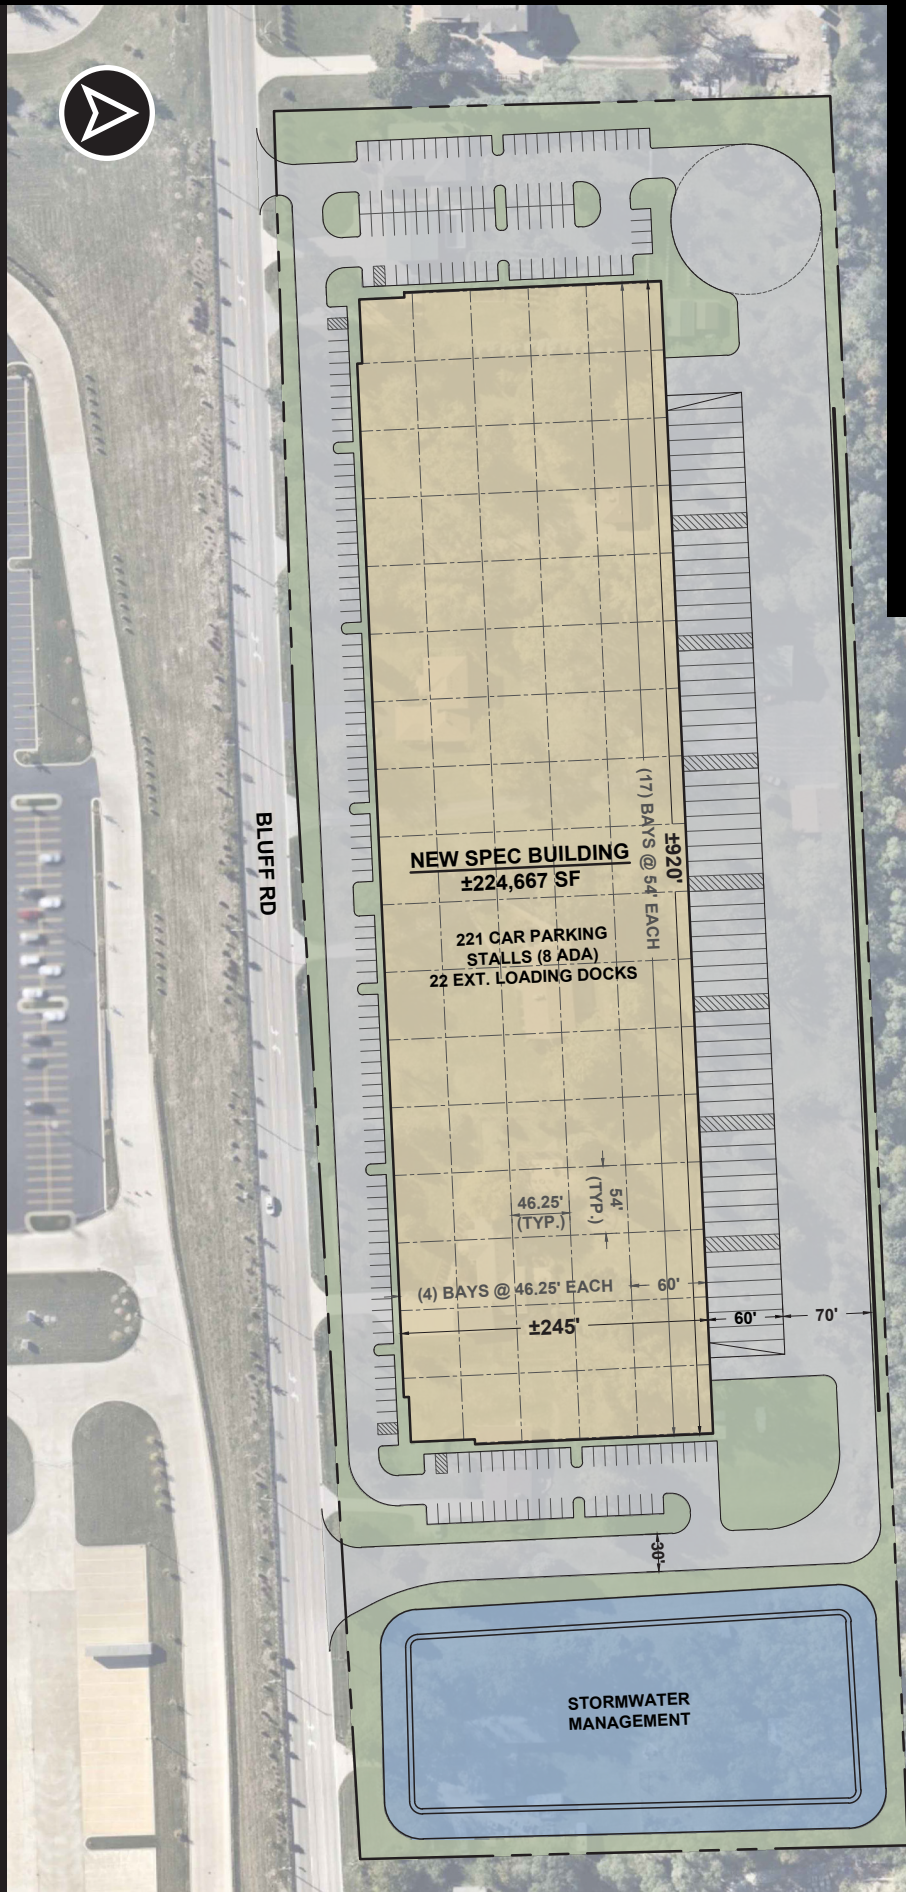 (17) BAYS @ 54' EACH
±920'
BLUFF RD
NEW SPEC BUILDING
±224,667 SF
221 CAR PARKING
STALLS (8 ADA)
22 EXT. LOADING DOCKS
46.25'
(TYP.)
54'
(TYP.)
(4) BAYS @ 46.25' EACH
60'
±245'
60'
70'
30'
STORMWATER
MANAGEMENT